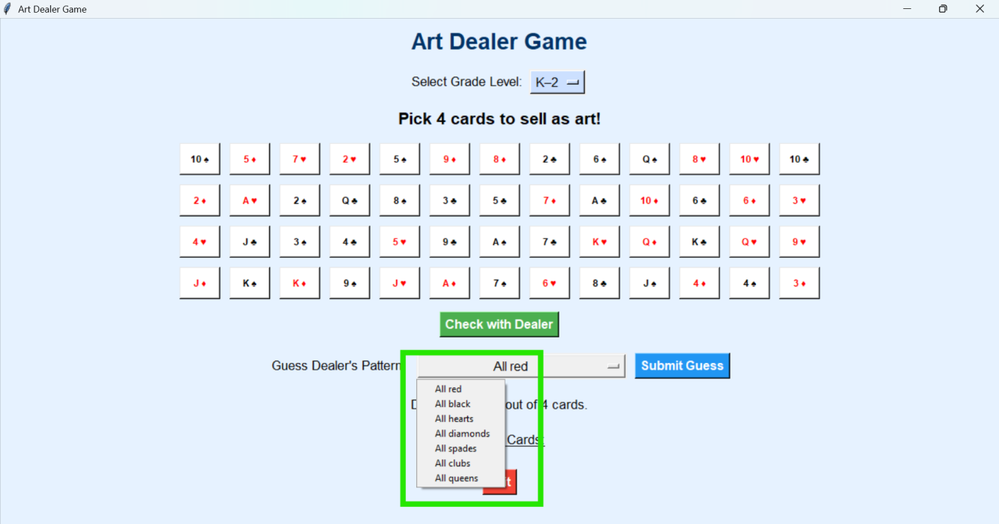 Art Dealer Game
Art Dealer Game
Select Grade Level: K–2
Pick 4 cards to sell as art!
10♠ 5♦ 7♥ 2♥ 5♠ 9♦ 8♦ 2♣ 6♠ Q♠ 8♥ 10♥ 10♣
2♦ A♥ 2♠ Q♣ 8♠ 3♣ 5♣ 7♦ A♣ 10♦ 6♣ 6♦ 3♥
4♥ J♣ 3♠ 4♣ 5♥ 9♣ A♠ 7♣ K♥ Q♦ K♣ Q♥ 9♥
J♦ K♠ K♦ 9♠ J♥ A♦ 7♠ 6♥ 8♣ J♠ 4♦ 4♠ 3♦
Check with Dealer
Guess Dealer's Pattern All red Submit Guess
All red
All black
out of 4 cards.
All hearts
All diamonds
Cards:
All spades
All clubs
All queens